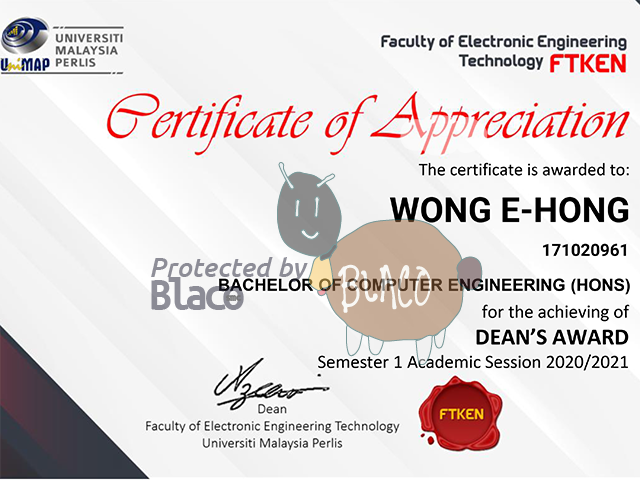 UNIVERSITI
MALAYSIA
PERLIS
UniMAP
Faculty of Electronic Engineering
Technology FTKEN
Certificate of Appreciation
The certificate is awarded to:
WONG E-HONG
171020961
Protected by
Blaco
BLACO
BACHELOR OF COMPUTER ENGINEERING (HONS)
for the achieving of
DEAN'S AWARD
Semester 1 Academic Session 2020/2021
Dean
Faculty of Electronic Engineering Technology
Universiti Malaysia Perlis
FTKEN